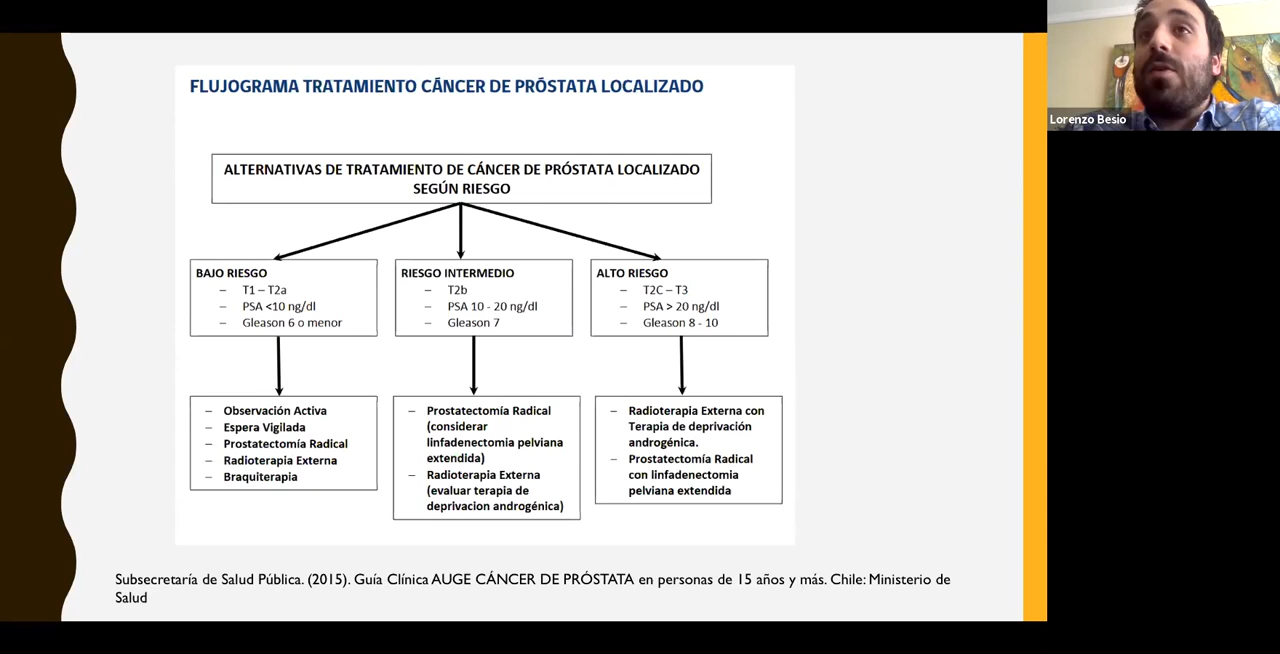 Lorenzo Besio
FLUJOGRAMA TRATAMIENTO CÁNCER DE PRÓSTATA LOCALIZADO
ALTERNATIVAS DE TRATAMIENTO DE CÁNCER DE PRÓSTATA LOCALIZADO
SEGÚN RIESGO
BAJO RIESGO
– T1 – T2a
– PSA <10 ng/dl
– Gleason 6 o menor
RIESGO INTERMEDIO
– T2b
– PSA 10 - 20 ng/dl
– Gleason 7
ALTO RIESGO
– T2C – T3
– PSA > 20 ng/dl
– Gleason 8 - 10
– Observación Activa
– Espera Vigilada
– Prostatectomía Radical
– Radioterapia Externa
– Braquiterapia
– Prostatectomía Radical
(considerar
linfadenectomia pelviana
extendida)
– Radioterapia Externa
(evaluar terapia de
deprivacion androgénica)
– Radioterapia Externa con
Terapia de deprivación
androgénica.
– Prostatectomía Radical
con linfadenectomia
pelviana extendida
Subsecretaría de Salud Pública. (2015). Guía Clínica AUGE CÁNCER DE PRÓSTATA en personas de 15 años y más. Chile: Ministerio de
Salud